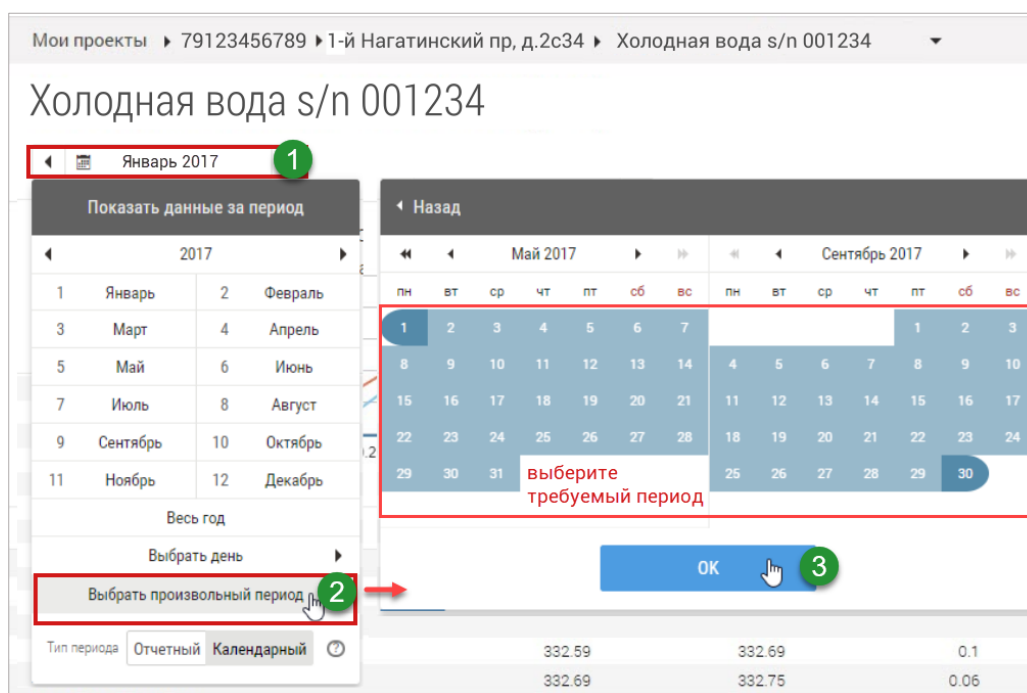 Мои проекты 79123456789 1-й Нагатинский пр, д.2с34 Холодная вода s/n 001234
Холодная вода s/n 001234
Январь 2017 1
Показать данные за период
2017
1 Январь 2 Февраль
3 Март 4 Апрель
5 Май 6 Июнь
7 Июль 8 Август
9 Сентябрь 10 Октябрь
11 Ноябрь 12 Декабрь
Весь год
Выбрать день
Выбрать произвольный период 2
Тип периода Отчетный Календарный ?
Назад
Май 2017
пн вт ср чт пт сб вс
1 2 3 4 5 6 7
8 9 10 11 12 13 14
15 16 17 18 19 20 21
22 23 24 25 26 27 28
29 30 31
Сентябрь 2017
пн вт ср чт пт сб вс
1 2 3
4 5 6 7 8 9 10
11 12 13 14 15 16 17
18 19 20 21 22 23 24
25 26 27 28 29 30
выберите
требуемый период
OK 3
332.59 332.69 0.1
332.69 332.75 0.06